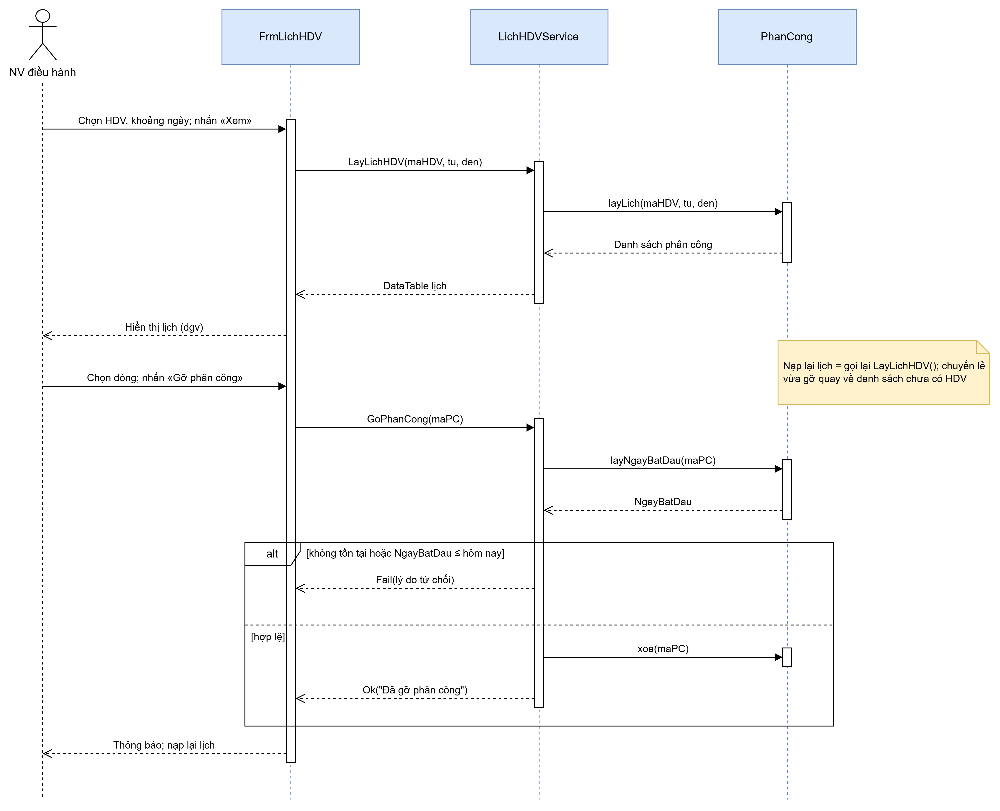 NV điều hành
FrmLichHDV
LichHDVService
PhanCong
Chọn HDV, khoảng ngày; nhấn «Xem»
LayLichHDV(maHDV, tu, den)
layLich(maHDV, tu, den)
Danh sách phân công
DataTable lịch
Hiển thị lịch (dgv)
Nạp lại lịch = gọi lại LayLichHDV(); chuyến lẻ
vừa gỡ quay về danh sách chưa có HDV
Chọn dòng; nhấn «Gỡ phân công»
GoPhanCong(maPC)
layNgayBatDau(maPC)
NgayBatDau
alt
[không tồn tại hoặc NgayBatDau ≤ hôm nay]
Fail(lý do từ chối)
[hợp lệ]
xoa(maPC)
Ok("Đã gỡ phân công")
Thông báo; nạp lại lịch